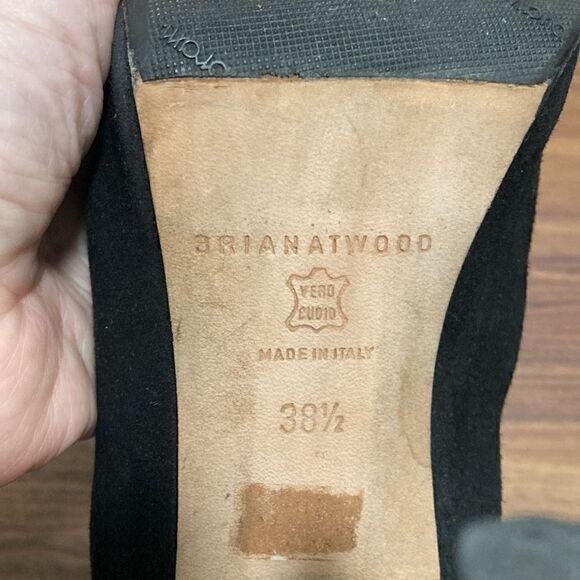 BRIANATWOOD
VERO
CUOIO
MADE IN ITALY
38½